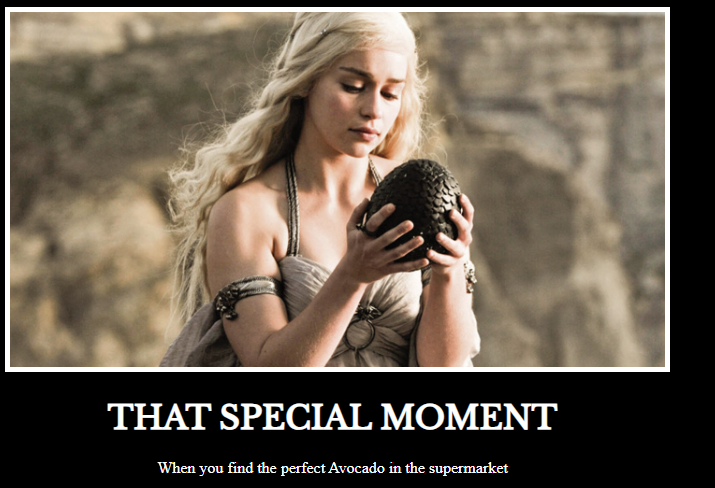 THAT SPECIAL MOMENT
When you find the perfect Avocado in the supermarket